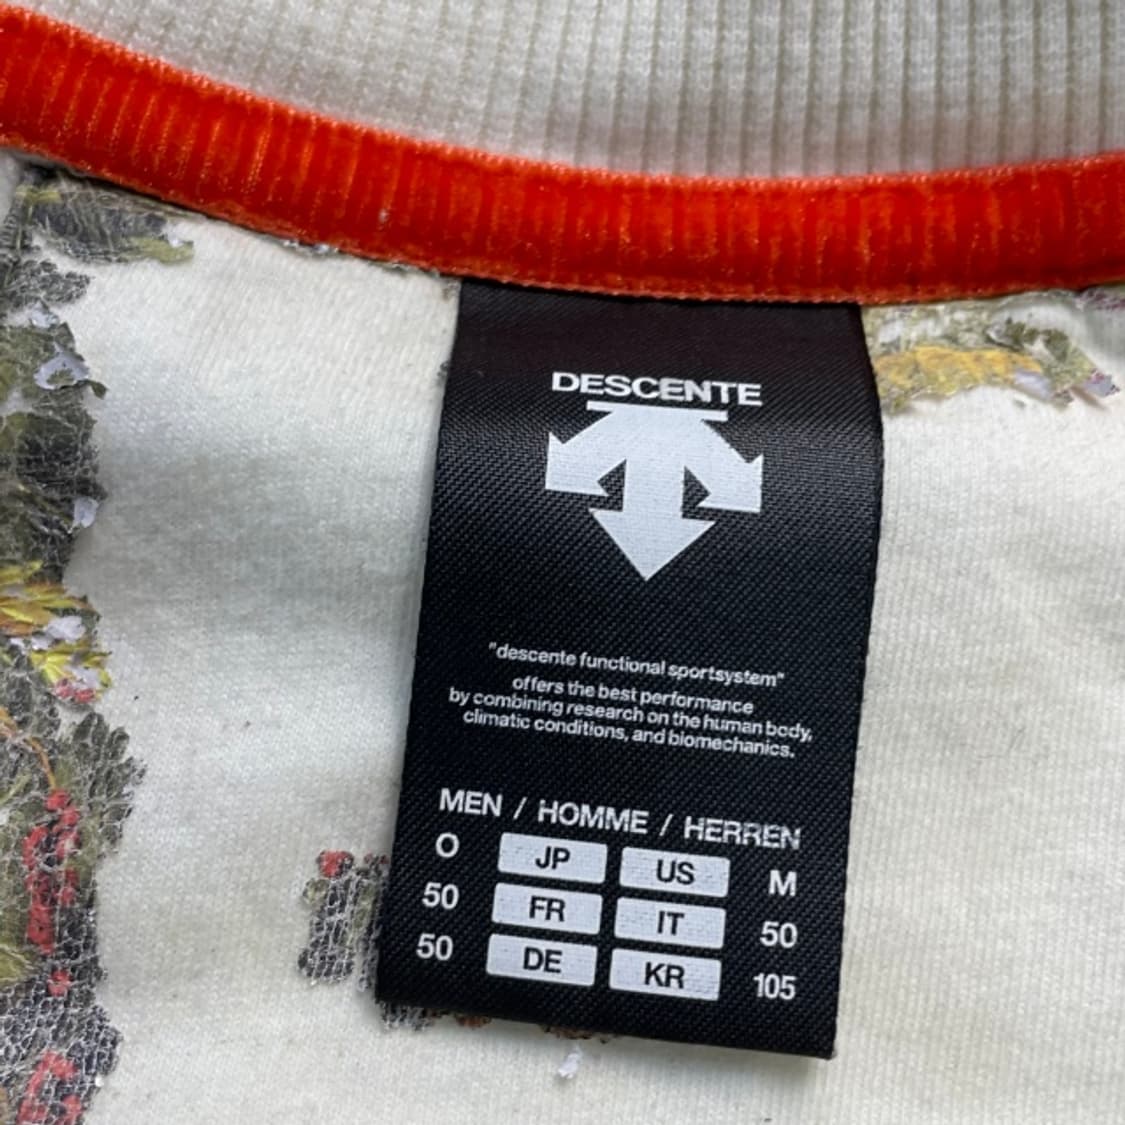 DESCENTE
"descente functional sportsystem"
offers the best performance
by combining research on the human body,
climatic conditions, and biomechanics.
MEN / HOMME / HERREN
O JP US M
50 FR IT 50
50 DE KR 105